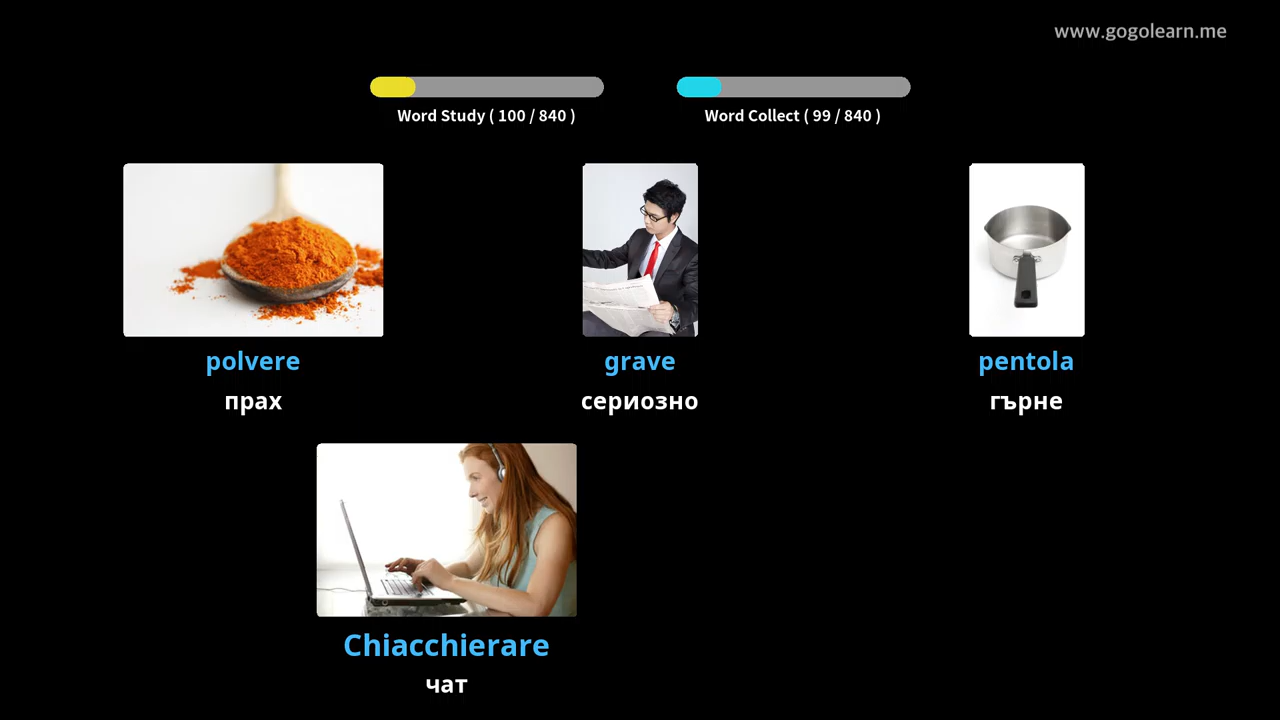 www.gogolearn.me
Word Study ( 100 / 840 )
Word Collect ( 99 / 840 )
polvere
grave
pentola
прах
сериозно
гърне
Chiacchierare
чат